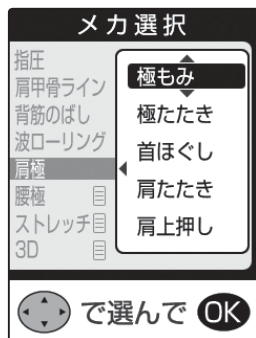 メカ選択
指圧
肩甲骨ライン
背筋のばし
波ローリング
肩極
腰極
ストレッチ
3D
極もみ
極たたき
首ほぐし
肩たたき
肩上押し
で選んで OK